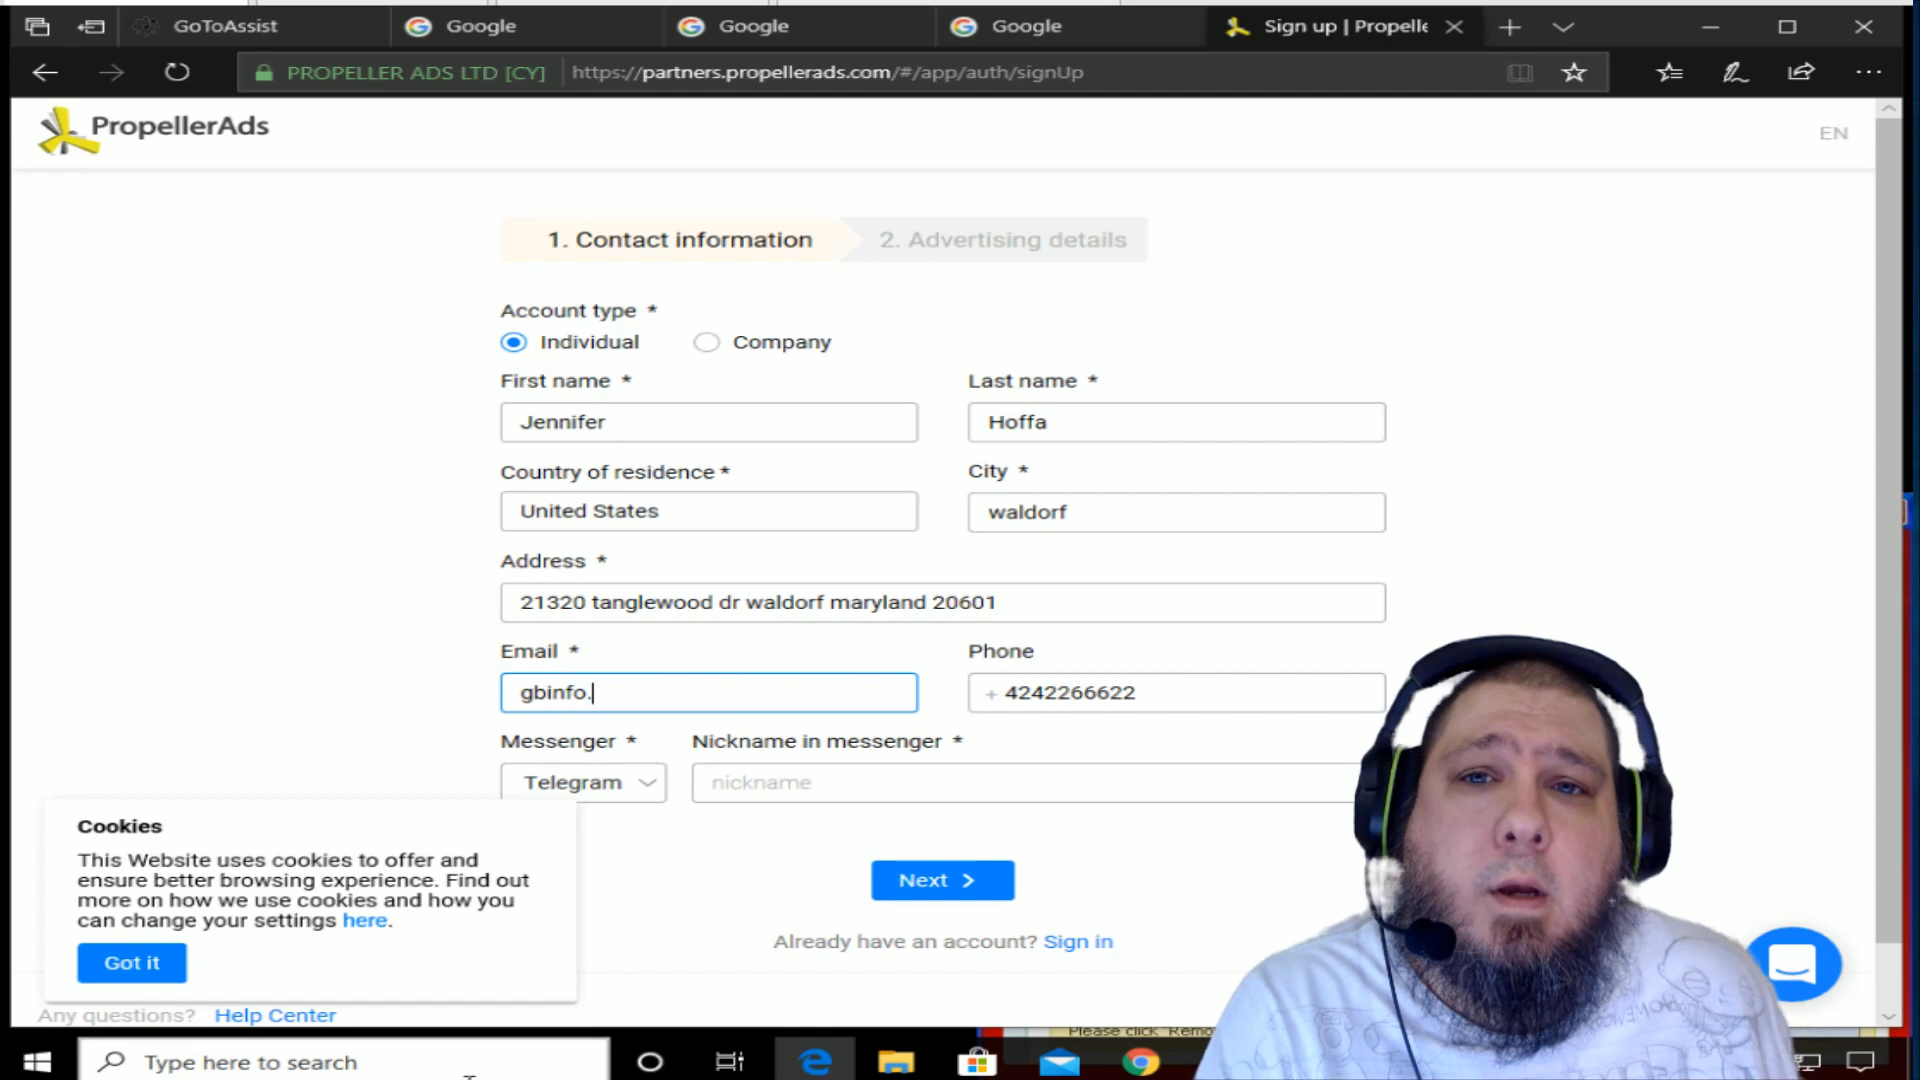 GoToAssist
Google
Google
Google
Sign up | Propelle
PROPELLER ADS LTD [CY]
https://partners.propellerads.com/#/app/auth/signUp
PropellerAds
EN
1. Contact information
2. Advertising details
Account type *
Individual
Company
First name *
Last name *
Jennifer
Hoffa
Country of residence *
City *
United States
waldorf
Address *
21320 tanglewood dr waldorf maryland 20601
Email *
Phone
gbinfo.
+ 4242266622
Messenger *
Nickname in messenger *
Telegram
nickname
Cookies
This Website uses cookies to offer and
ensure better browsing experience. Find out
more on how we use cookies and how you
can change your settings here.
Got it
Next
Already have an account? Sign in
Any questions? Help Center
Please click "Remo
Type here to search